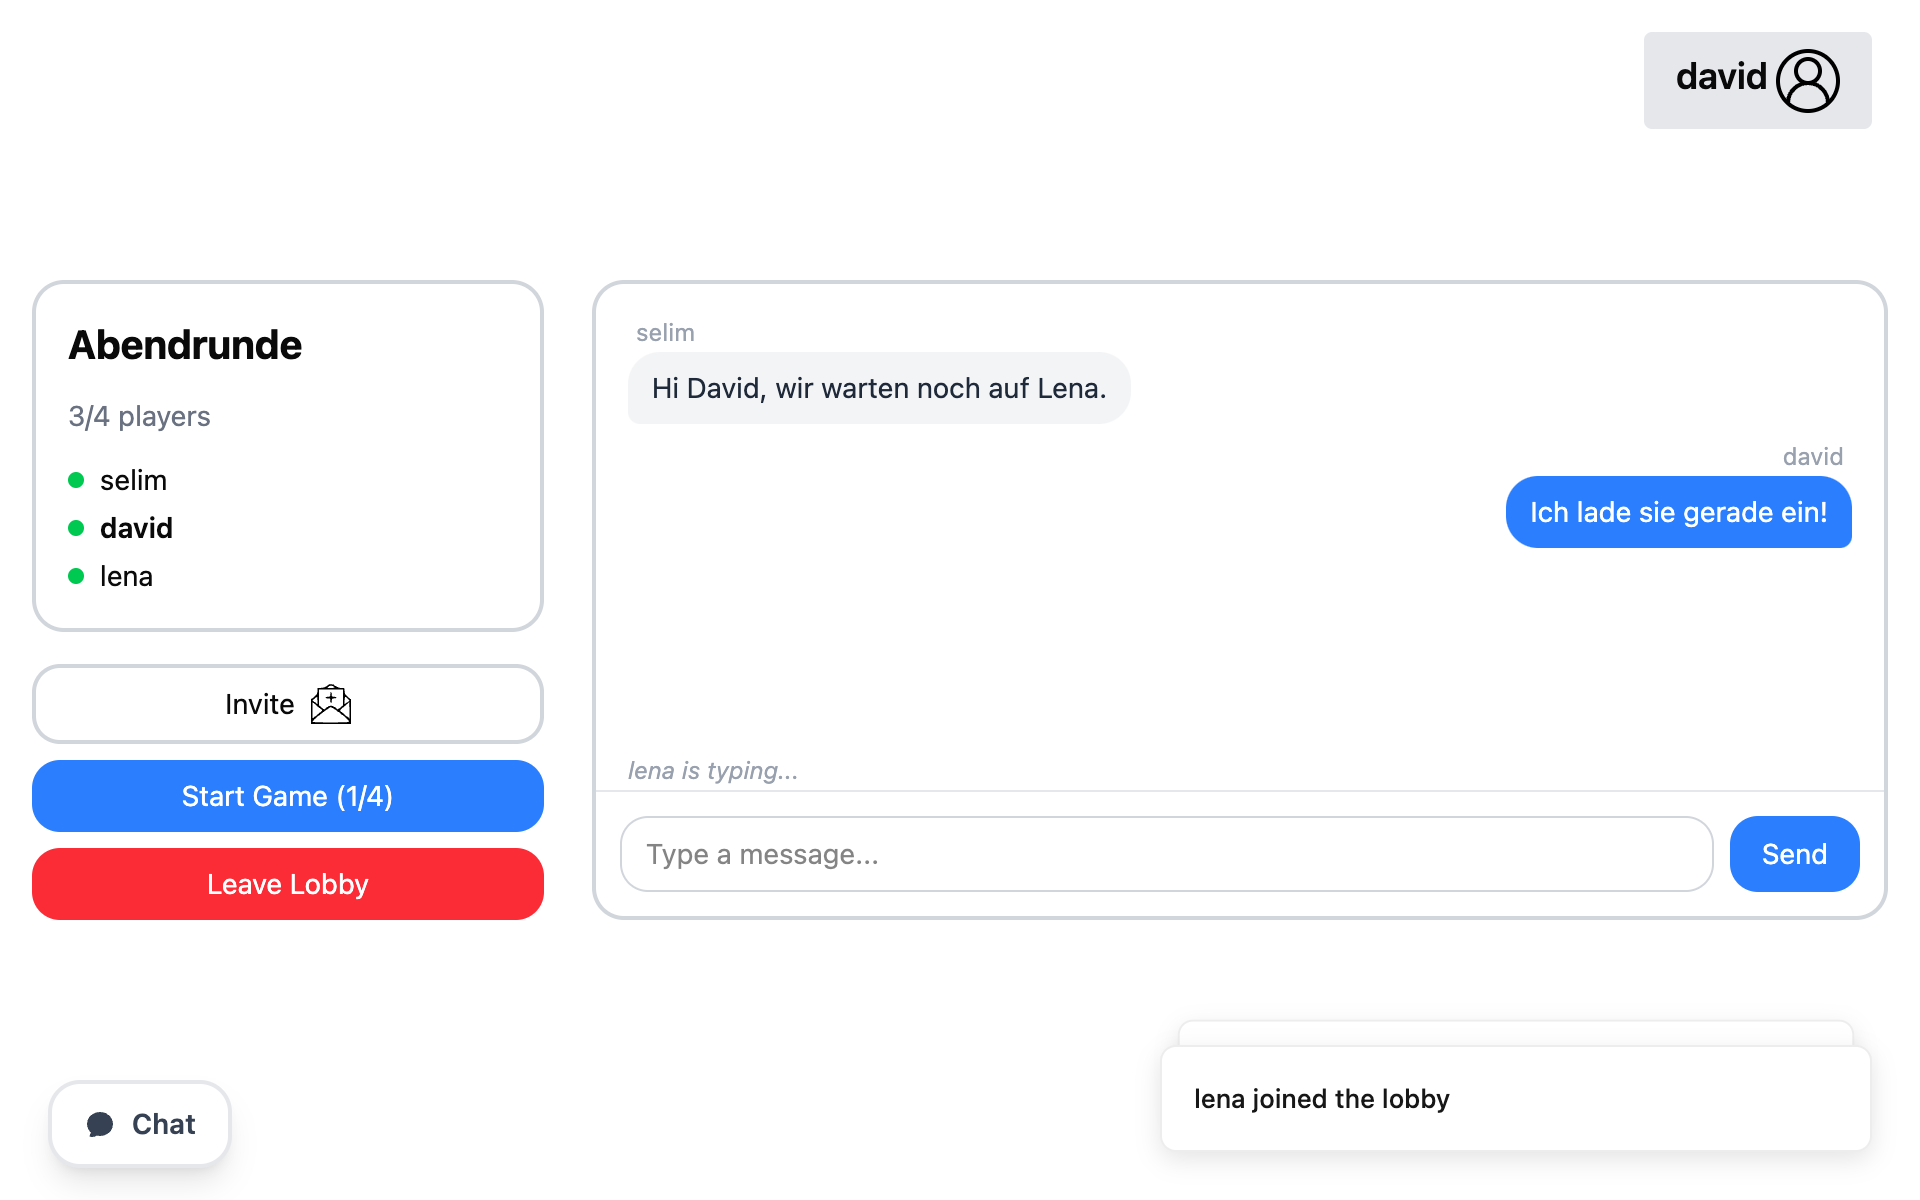 david
Abendrunde
3/4 players
selim
david
lena
Invite
Start Game (1/4)
Leave Lobby
selim
Hi David, wir warten noch auf Lena.
david
Ich lade sie gerade ein!
lena is typing...
Type a message...
Send
Chat
lena joined the lobby